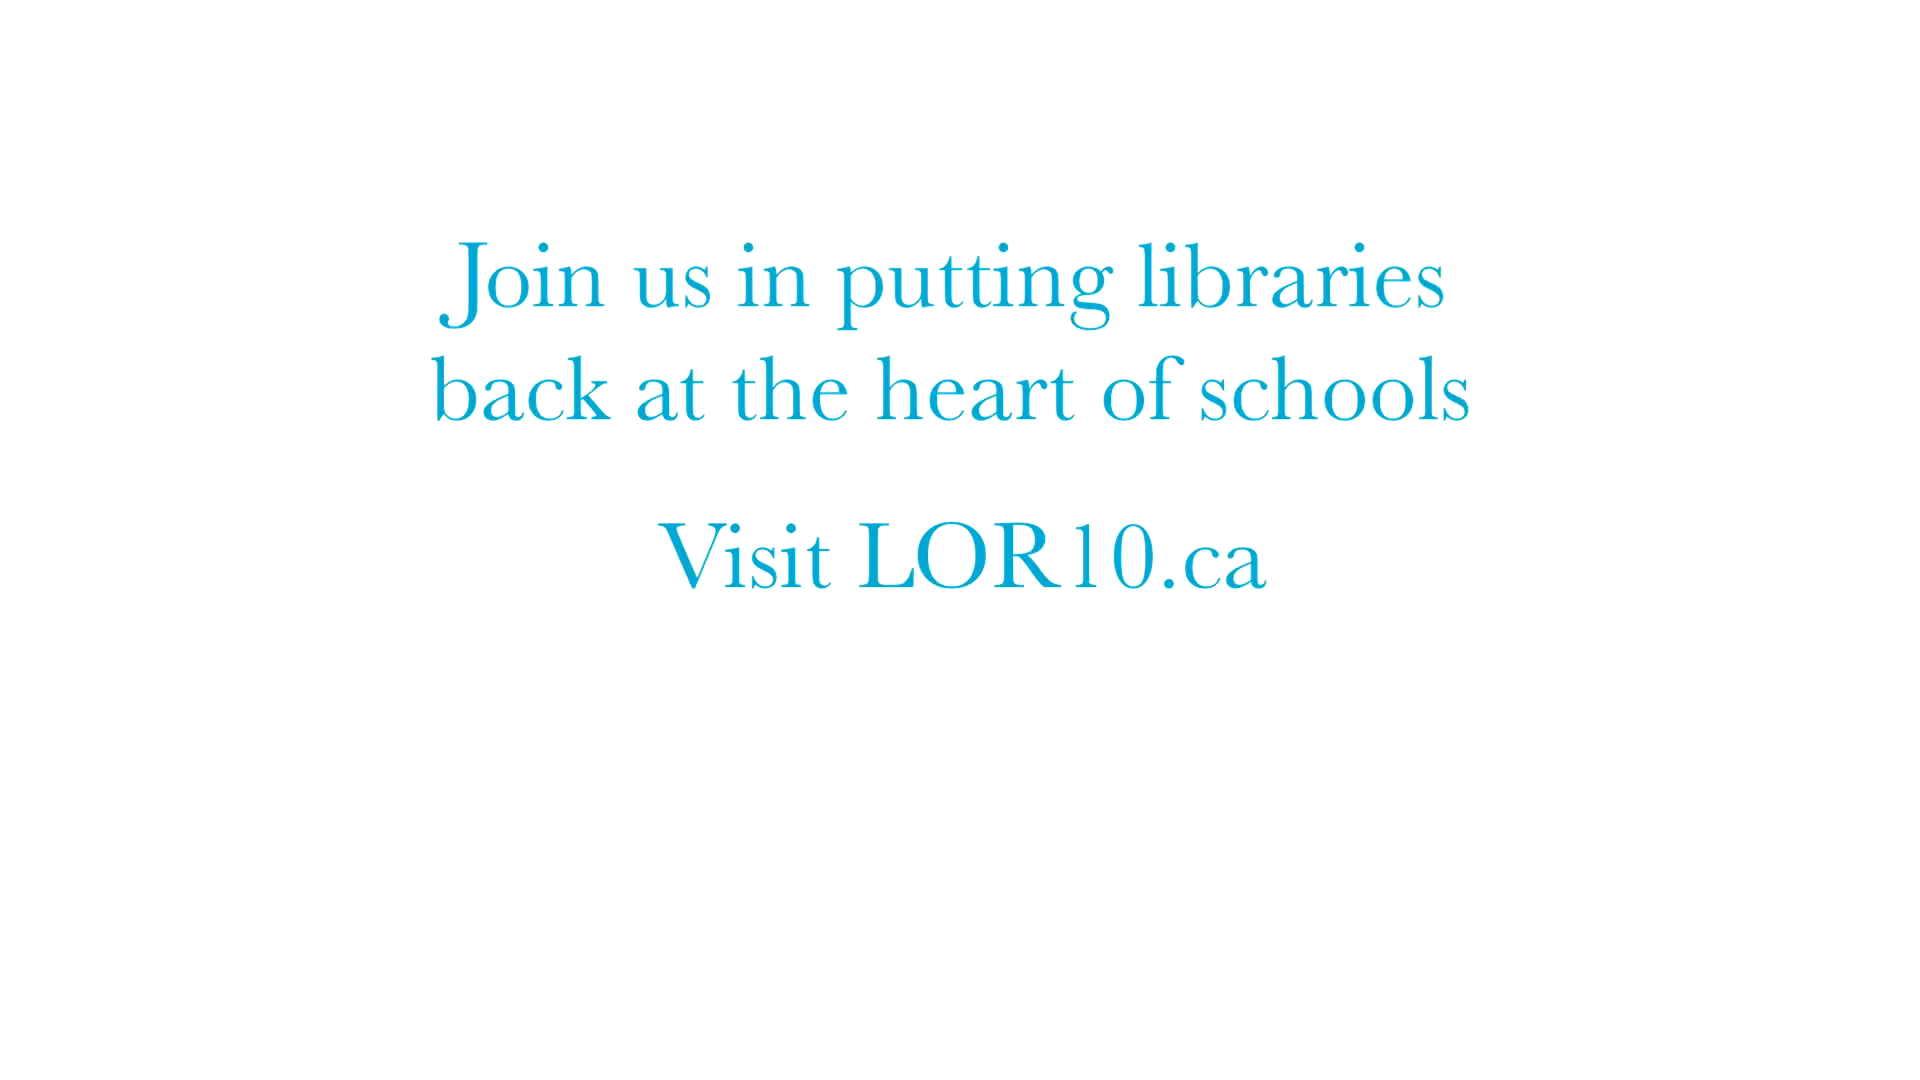 Join us in putting libraries
back at the heart of schools
Visit LOR10.ca